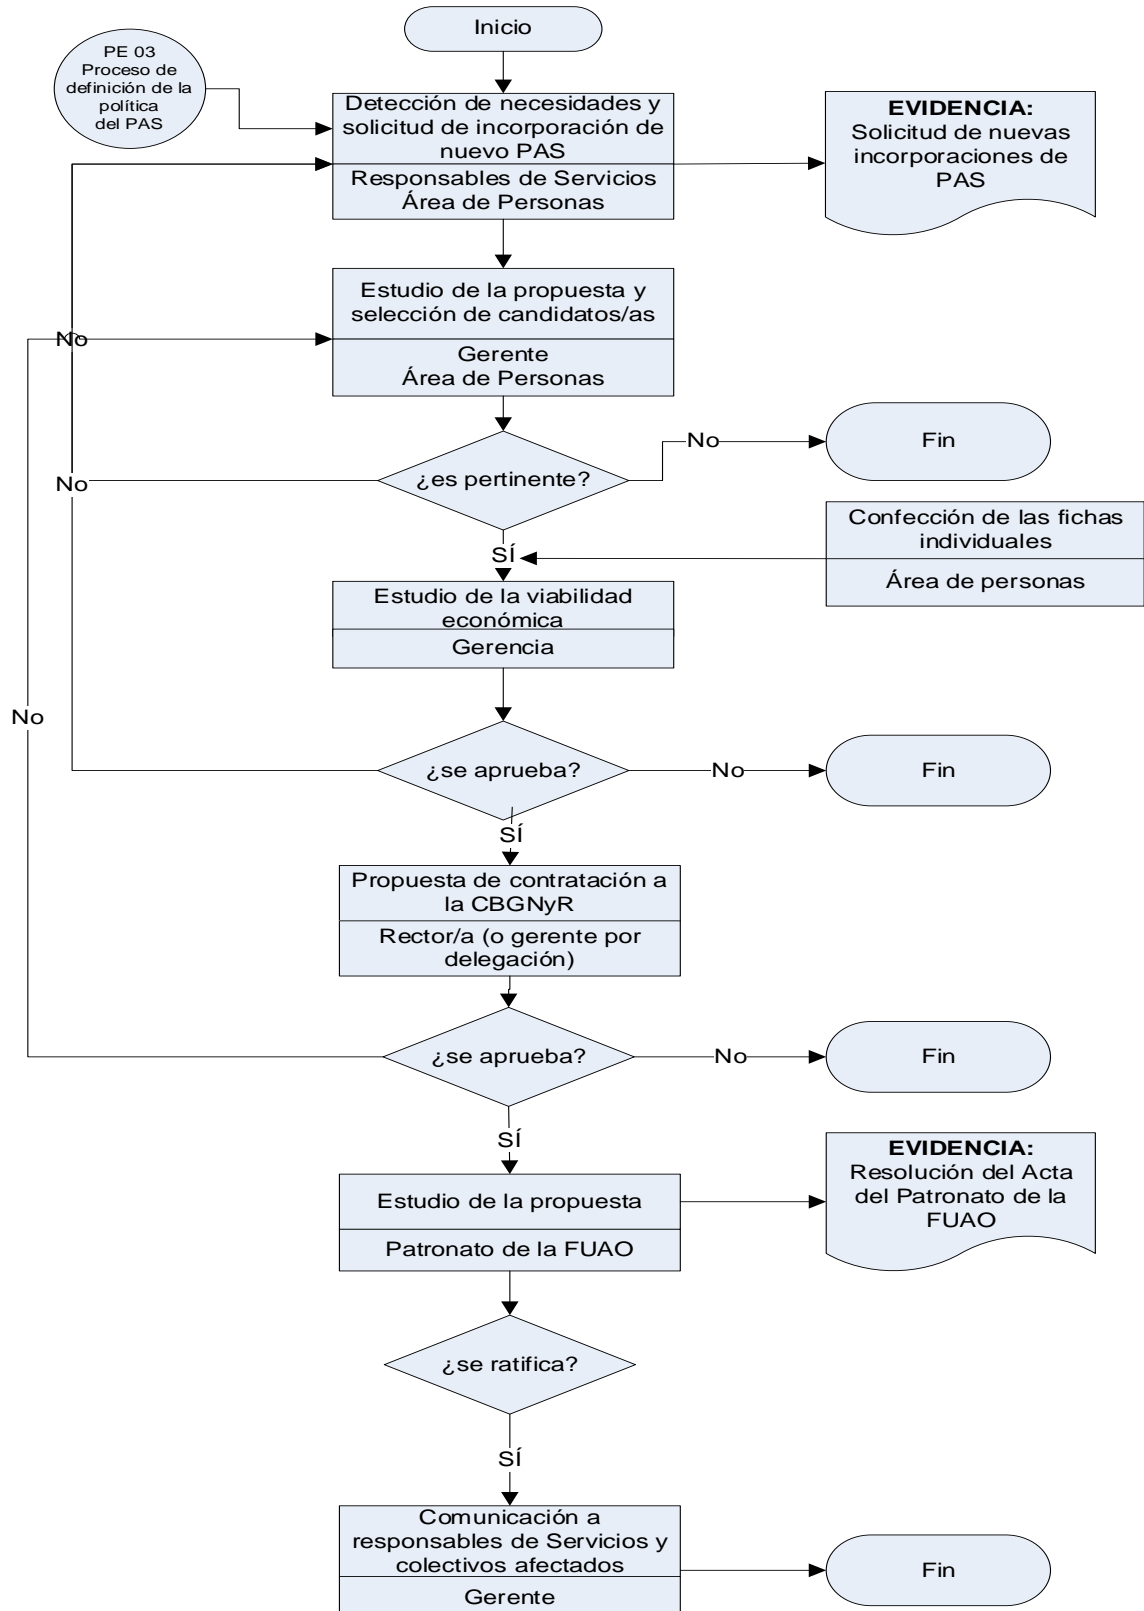 Inicio
PE 03
Proceso de
definición de la
política
del PAS
Detección de necesidades y
solicitud de incorporación de
nuevo PAS
Responsables de Servicios
Área de Personas
EVIDENCIA:
Solicitud de nuevas
incorporaciones de
PAS
Estudio de la propuesta y
selección de candidatos/as
Gerente
Área de Personas
No
¿es pertinente?
No
Fin
No
SÍ
Confección de las fichas
individuales
Área de personas
Estudio de la viabilidad
económica
Gerencia
No
¿se aprueba?
No
Fin
SÍ
Propuesta de contratación a
la CBGNyR
Rector/a (o gerente por
delegación)
¿se aprueba?
No
Fin
SÍ
Estudio de la propuesta
Patronato de la FUAO
EVIDENCIA:
Resolución del Acta
del Patronato de la
FUAO
¿se ratifica?
SÍ
Comunicación a
responsables de Servicios y
colectivos afectados
Gerente
Fin